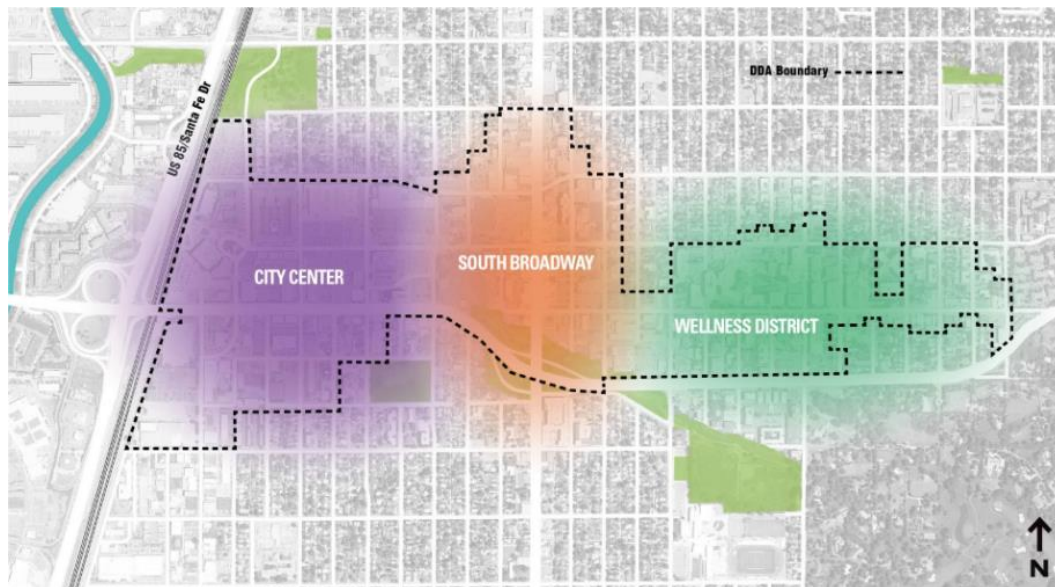 DDA Boundary
US 85/Santa Fe Dr
SOUTH BROADWAY
CITY CENTER
WELLNESS DISTRICT
N